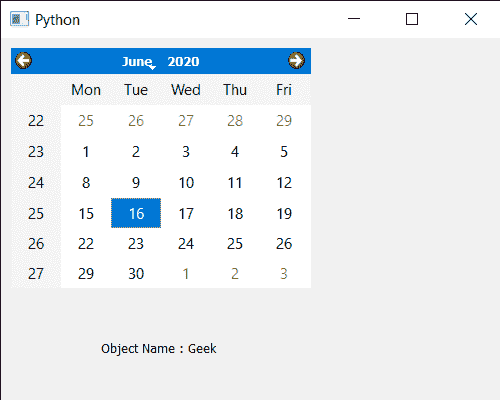 Python
June 2020
Mon Tue Wed Thu Fri
22 25 26 27 28 29
23 1 2 3 4 5
24 8 9 10 11 12
25 15 16 17 18 19
26 22 23 24 25 26
27 29 30 1 2 3
Object Name : Geek